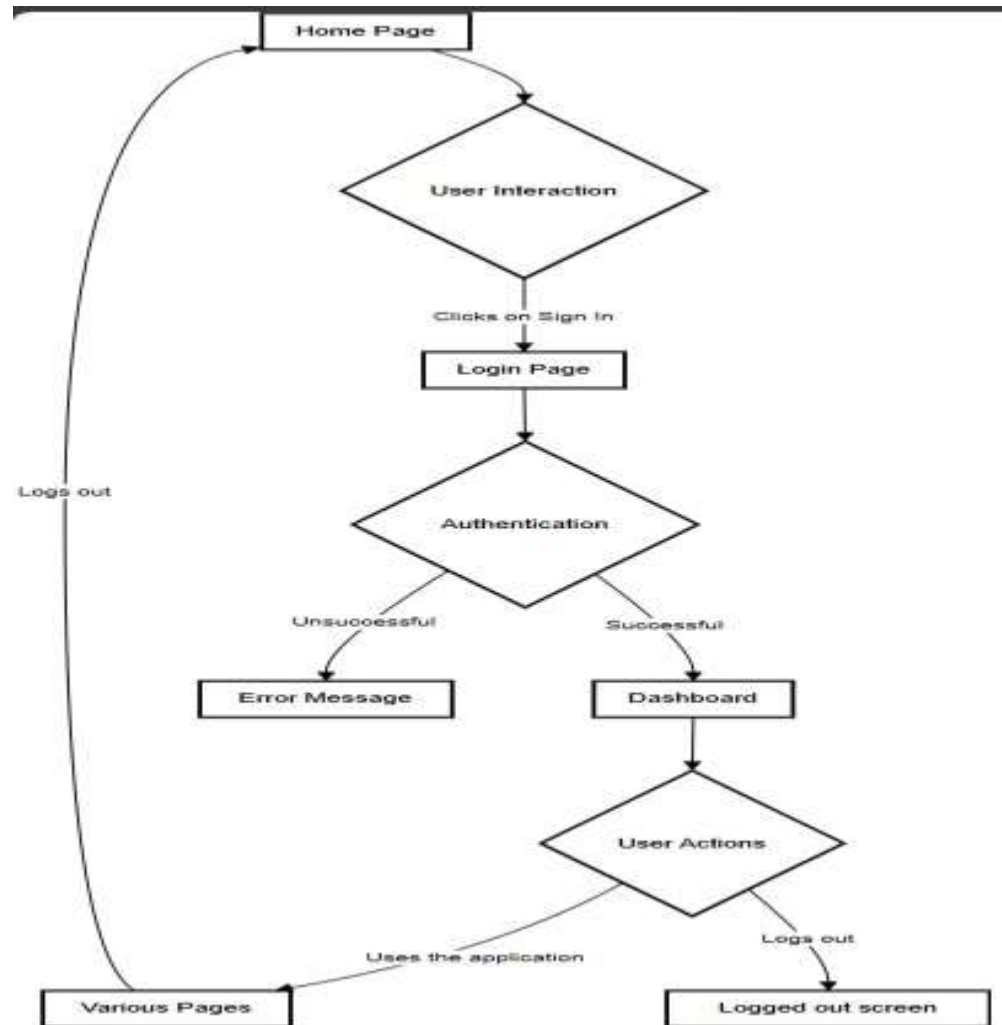 Home Page
User Interaction
Clicks on Sign In
Login Page
Logs out
Authentication
Unsuccessful
Successful
Error Message
Dashboard
User Actions
Logs out
Uses the application
Various Pages
Logged out screen